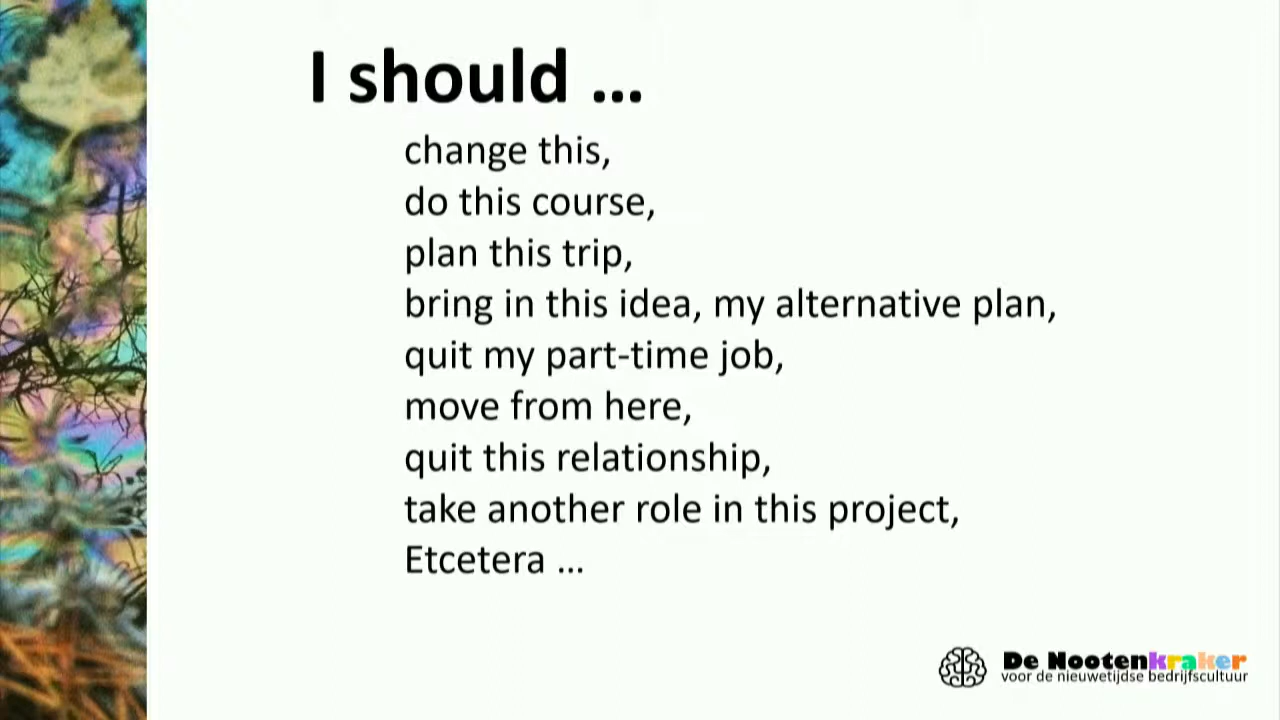 I should ...
change this,
do this course,
plan this trip,
bring in this idea, my alternative plan,
quit my part-time job,
move from here,
quit this relationship,
take another role in this project,
Etcetera ...
De Nootenkraker
voor de nieuwetijdse bedrijfscultuur